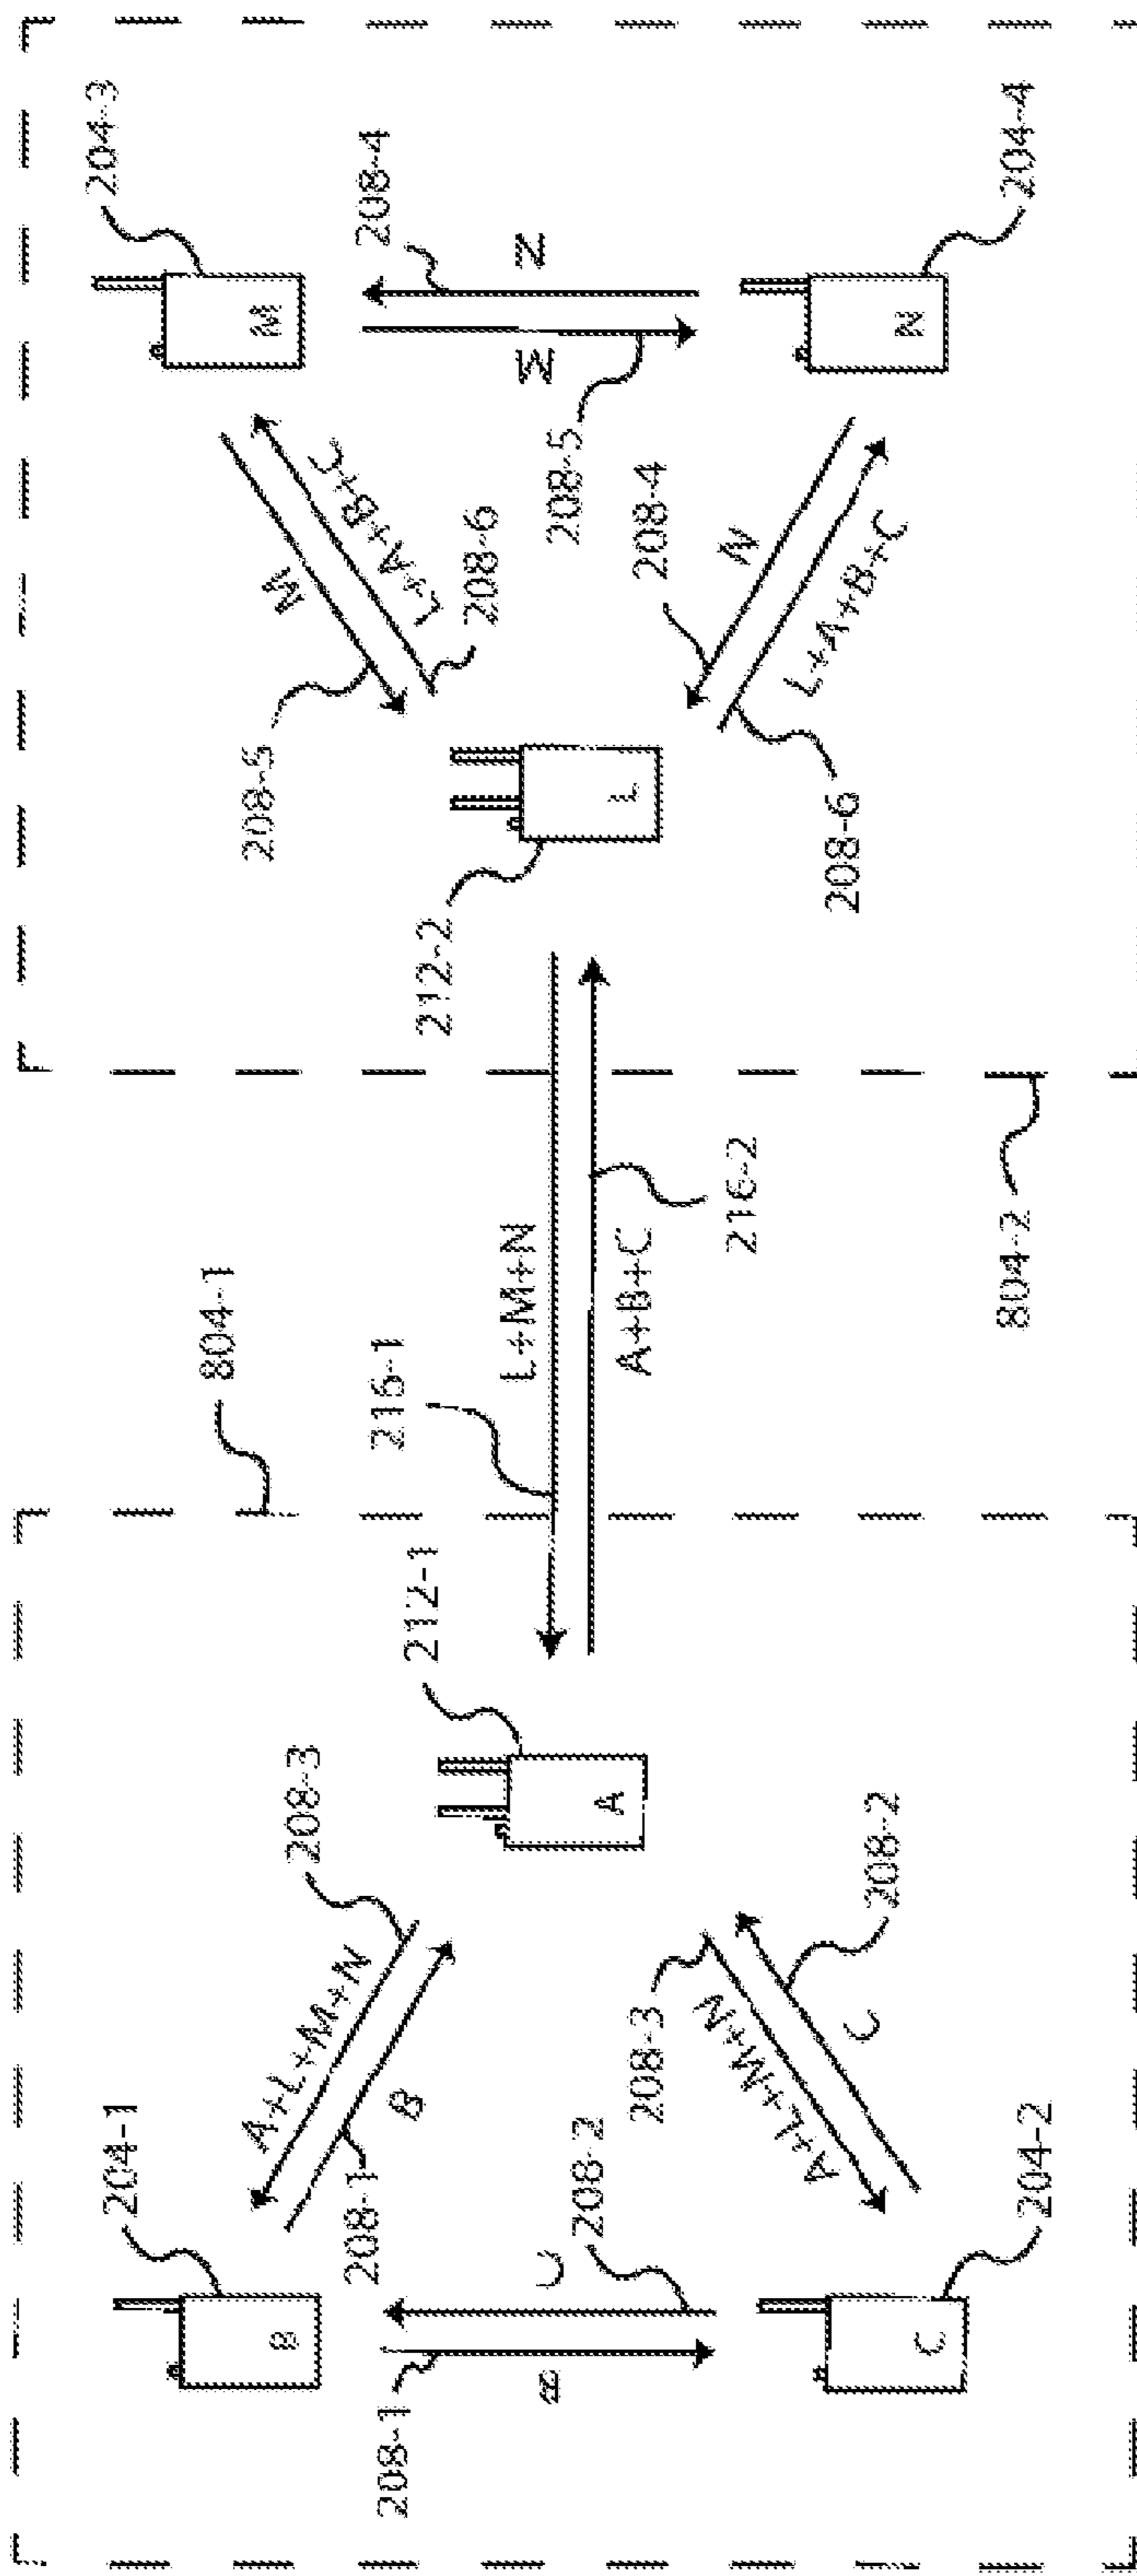 204-1
204-3
804-1
B
M
A+L+M+N
208-3
208-5
M
L+A+B+C
208-4
208-1
208-1
B
212-1
216-1
212-2
208-6
B
C
L+M+N
M
N
208-5
208-2
A
L
A+B+C
208-3
208-4
216-2
N
A+L+M+N
L+A+B+C
C
208-2
208-6
C
N
204-2
804-2
204-4